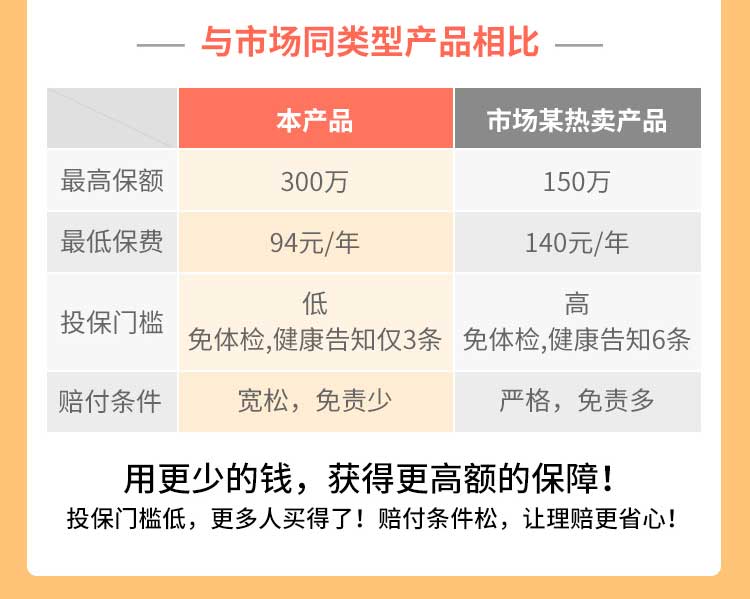 与市场同类型产品相比
本产品 市场某热卖产品
最高保额 300万 150万
最低保费 94元/年 140元/年
投保门槛 低 高
免体检,健康告知仅3条 免体检,健康告知6条
赔付条件 宽松，免责少 严格，免责多
用更少的钱，获得更高额的保障！
投保门槛低，更多人买得了！赔付条件松，让理赔更省心！